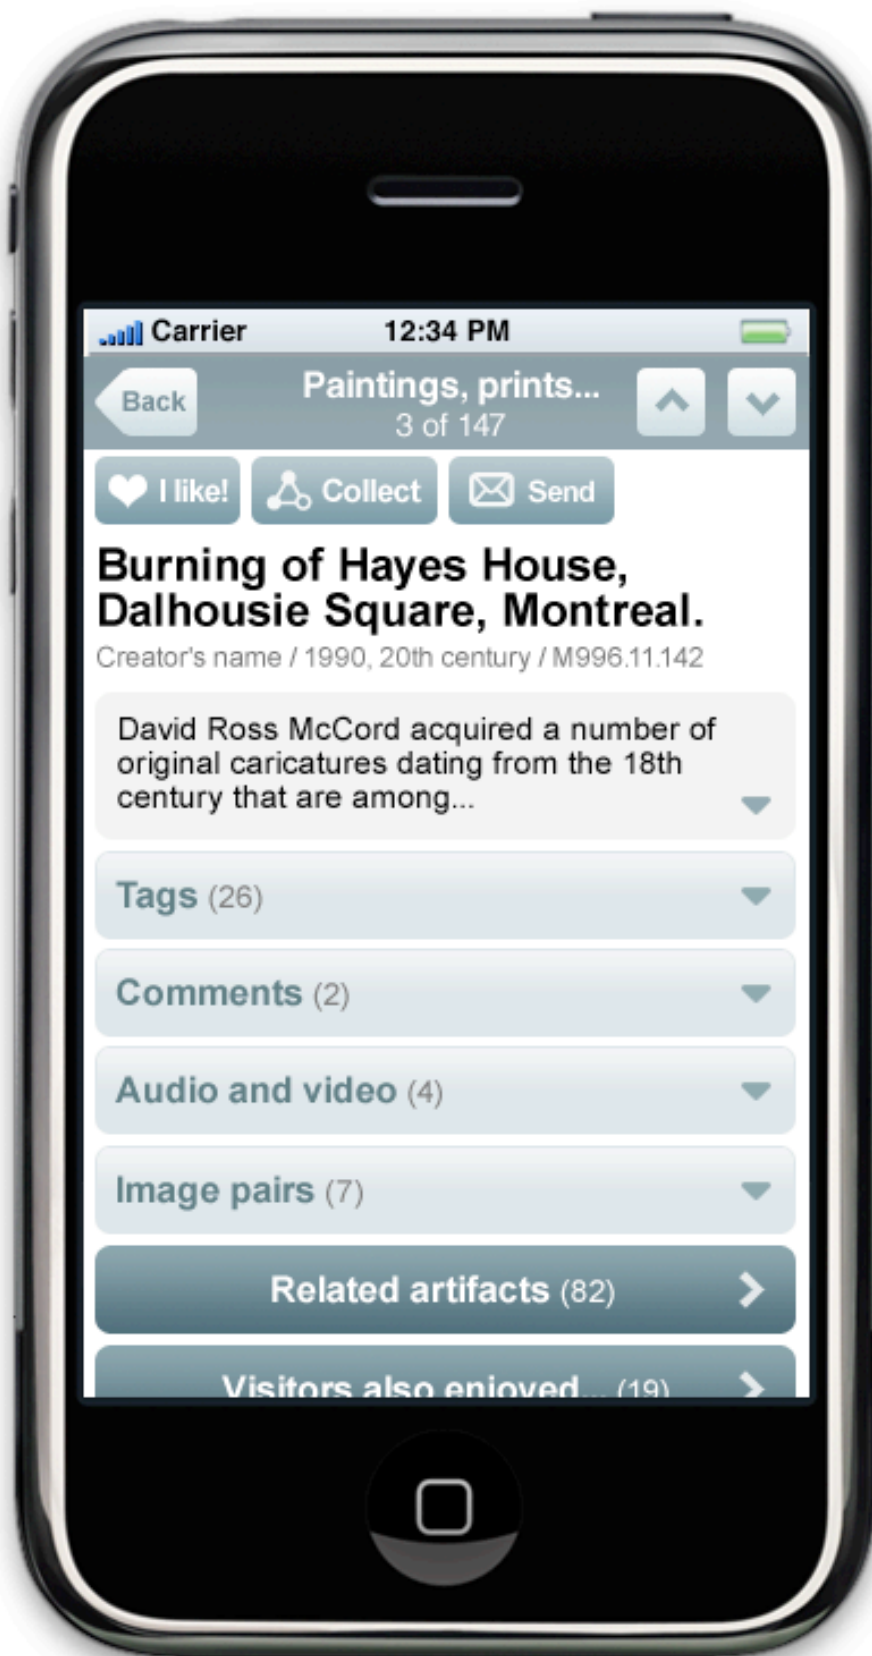 Carrier 12:34 PM
Back Paintings, prints...
3 of 147
I like! Collect Send
Burning of Hayes House,
Dalhousie Square, Montreal.
Creator's name / 1990, 20th century / M996.11.142
David Ross McCord acquired a number of
original caricatures dating from the 18th
century that are among...
Tags (26)
Comments (2)
Audio and video (4)
Image pairs (7)
Related artifacts (82)
Visitors also enjoyed... (19)